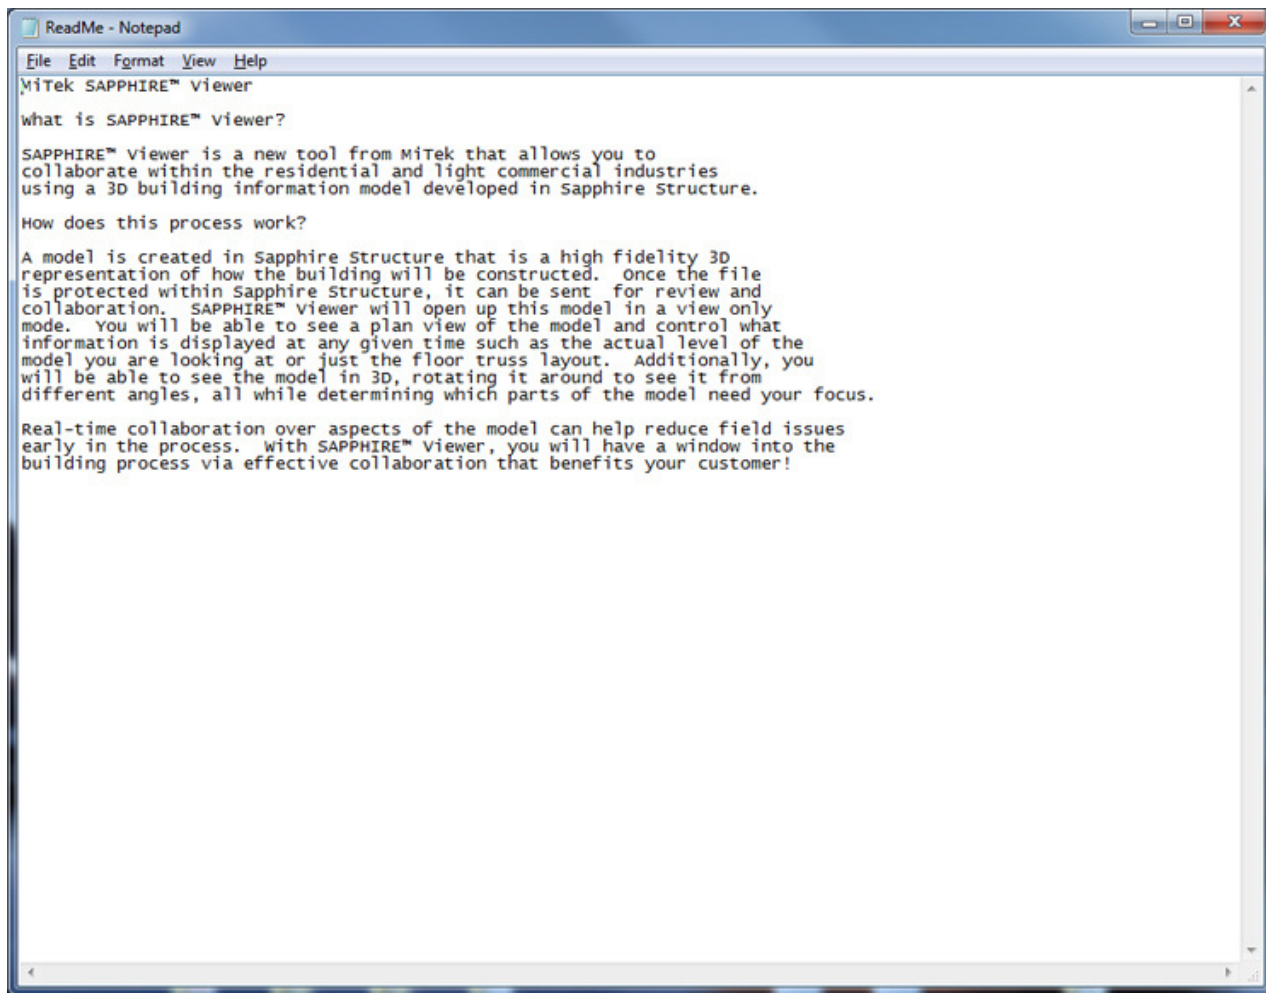 ReadMe - Notepad
File Edit Format View Help
MiTek SAPPHIRE™ Viewer
What is SAPPHIRE™ Viewer?
SAPPHIRE™ Viewer is a new tool from MiTek that allows you to
collaborate within the residential and light commercial industries
using a 3D building information model developed in Sapphire Structure.
How does this process work?
A model is created in Sapphire Structure that is a high fidelity 3D
representation of how the building will be constructed.  Once the file
is protected within Sapphire Structure, it can be sent  for review and
collaboration.  SAPPHIRE™ Viewer will open up this model in a view only
mode.  You will be able to see a plan view of the model and control what
information is displayed at any given time such as the actual level of the
model you are looking at or just the floor truss layout.  Additionally, you
will be able to see the model in 3D, rotating it around to see it from
different angles, all while determining which parts of the model need your focus.
Real-time collaboration over aspects of the model can help reduce field issues
early in the process.  With SAPPHIRE™ Viewer, you will have a window into the
building process via effective collaboration that benefits your customer!